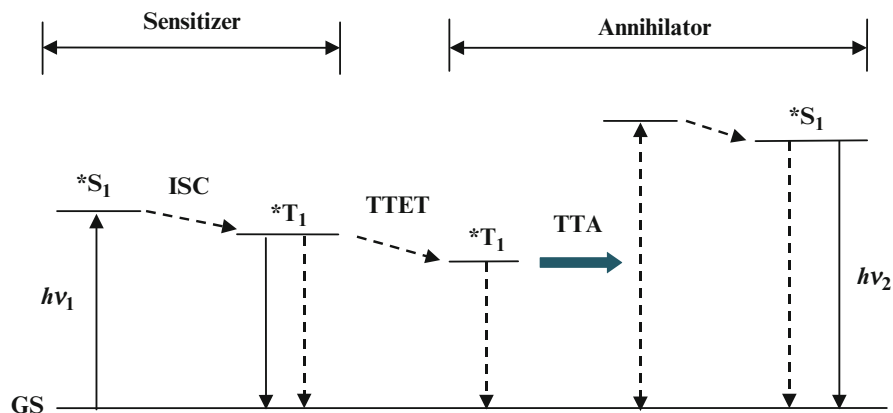 Sensitizer
Annihilator
*S₁
*S₁
ISC
*T₁
TTET
*T₁
TTA
hν₁
hν₂
GS